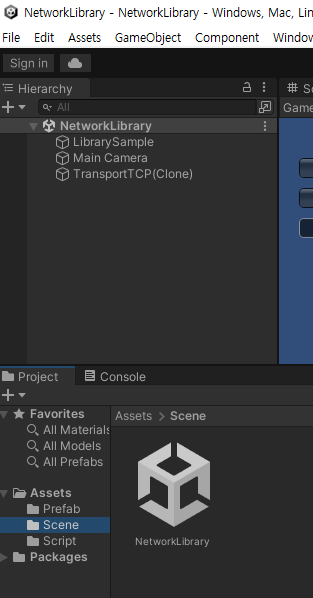 NetworkLibrary - NetworkLibrary - Windows, Mac, Lin
File Edit Assets GameObject Component Window
Sign in
Hierarchy
All
NetworkLibrary
LibrarySample
Main Camera
TransportTCP(Clone)
Game
Project Console
Favorites
All Materials
All Models
All Prefabs
Assets
Prefab
Scene
Script
Packages
Assets > Scene
NetworkLibrary